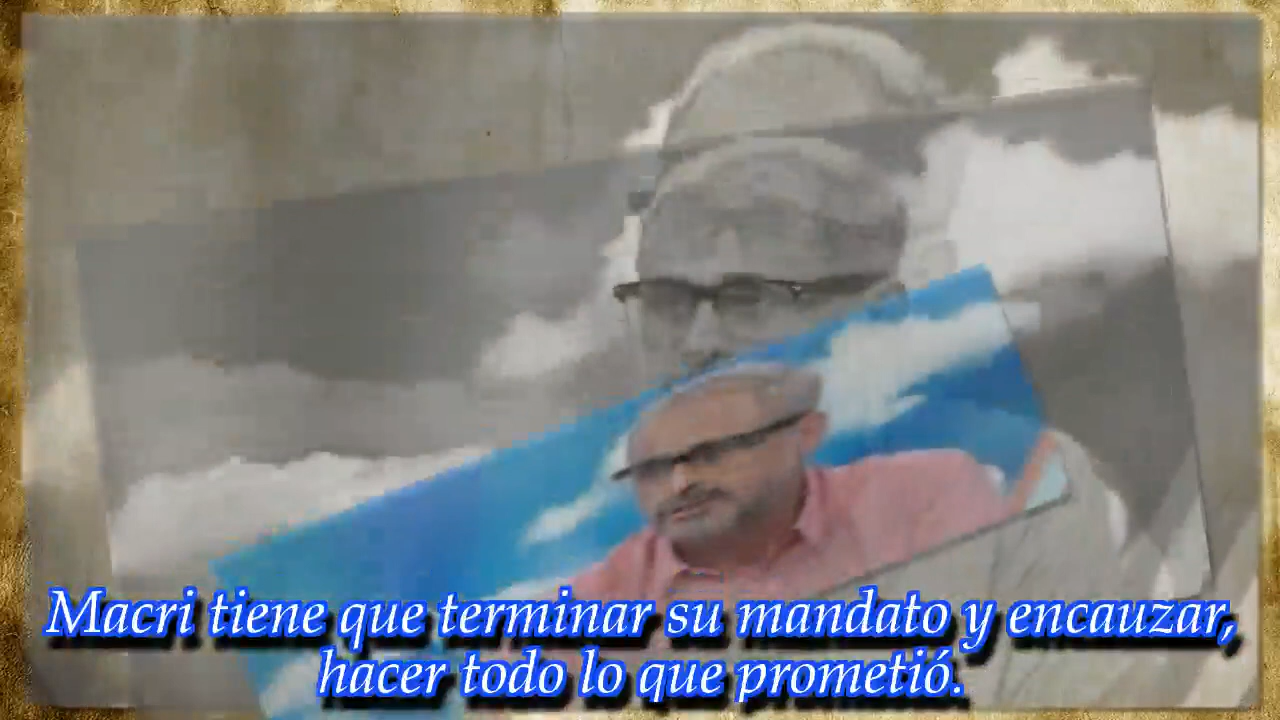 Macri tiene que terminar su mandato y encauzar,
hacer todo lo que prometió.